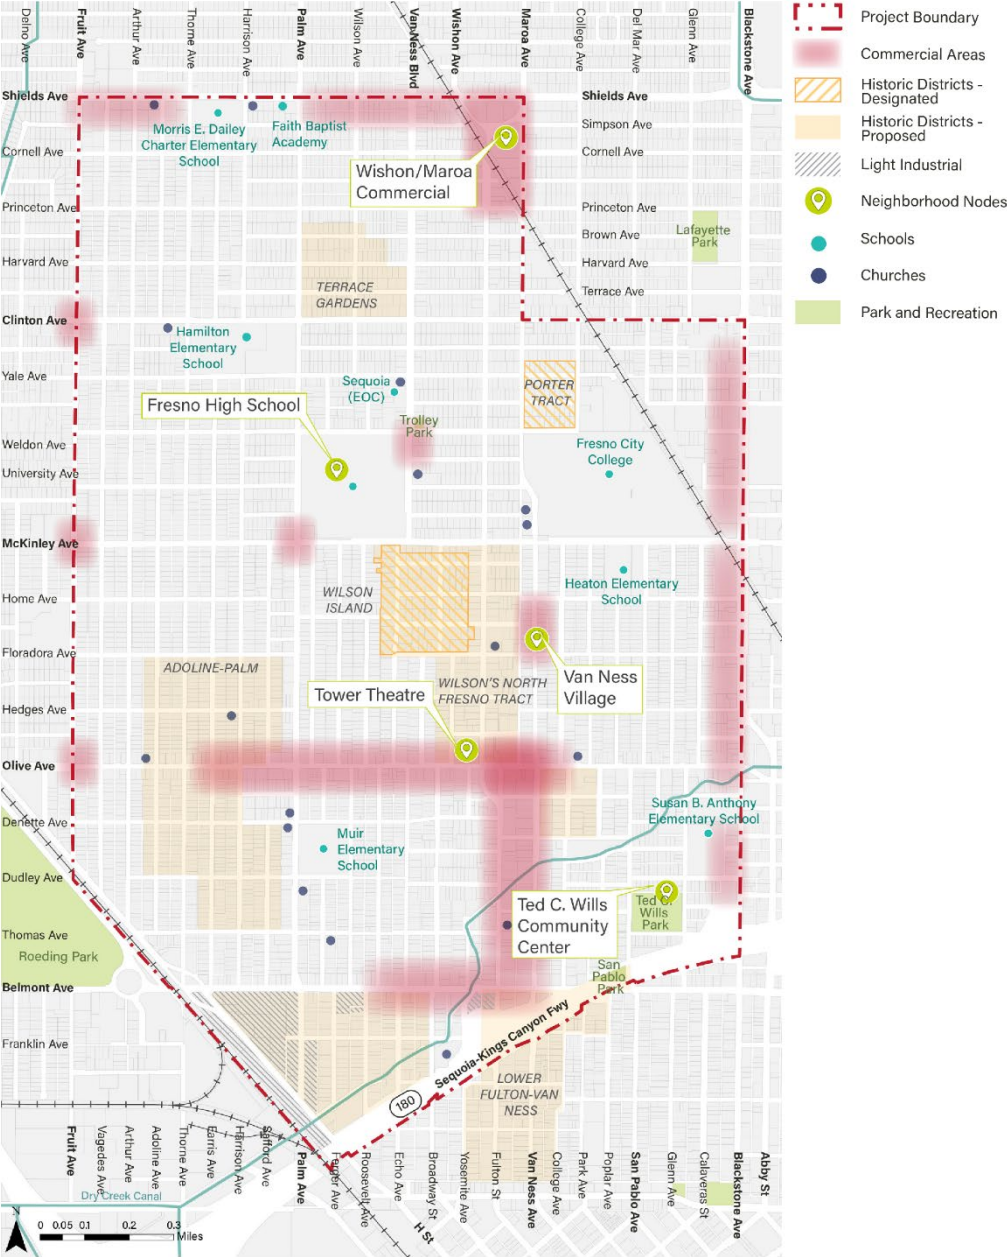 Delno Ave
Fruit Ave
Arthur Ave
Thorne Ave
Harrison Ave
Palm Ave
Wilson Ave
Van Ness Blvd
Wishon Ave
Maroa Ave
College Ave
Del Mar Ave
Glenn Ave
Blackstone Ave
Project Boundary
Commercial Areas
Historic Districts -
Designated
Historic Districts -
Proposed
Light Industrial
Neighborhood Nodes
Schools
Churches
Park and Recreation
Shields Ave
Shields Ave
Morris E. Dailey
Charter Elementary
School
Faith Baptist
Academy
Simpson Ave
Cornell Ave
Cornell Ave
Wishon/Maroa
Commercial
Princeton Ave
Princeton Ave
Brown Ave
Lafayette
Park
Harvard Ave
Harvard Ave
TERRACE
GARDENS
Terrace Ave
Clinton Ave
Hamilton
Elementary
School
Yale Ave
Sequoia
(EOC)
PORTER
TRACT
Fresno High School
Trolley
Park
Weldon Ave
Fresno City
College
University Ave
McKinley Ave
Heaton Elementary
School
Home Ave
WILSON
ISLAND
Floradora Ave
ADOLINE-PALM
Van Ness
Village
WILSON'S NORTH
FRESNO TRACT
Tower Theatre
Hedges Ave
Olive Ave
Susan B. Anthony
Elementary School
Dennett Ave
Muir
Elementary
School
Dudley Ave
Ted C. Wills
Community
Center
Ted C.
Wills
Park
Thomas Ave
Roeding Park
San
Pablo
Park
Belmont Ave
Sequoia-Kings Canyon Fwy
Franklin Ave
180
LOWER
FULTON-VAN
NESS
Fruit Ave
Vagedes Ave
Arthur Ave
Adoline Ave
Thorne Ave
Farris Ave
Harrison Ave
Safford Ave
Palm Ave
Ferger Ave
Roosevelt Ave
Echo Ave
Broadway St
Yosemite Ave
Fulton St
Van Ness Ave
College Ave
Park Ave
Poplar Ave
San Pablo Ave
Glenn Ave
Calaveras St
Blackstone Ave
Abby St
Dry Creek Canal
H St
N
0 0.05 0.1 0.2 0.3
Miles